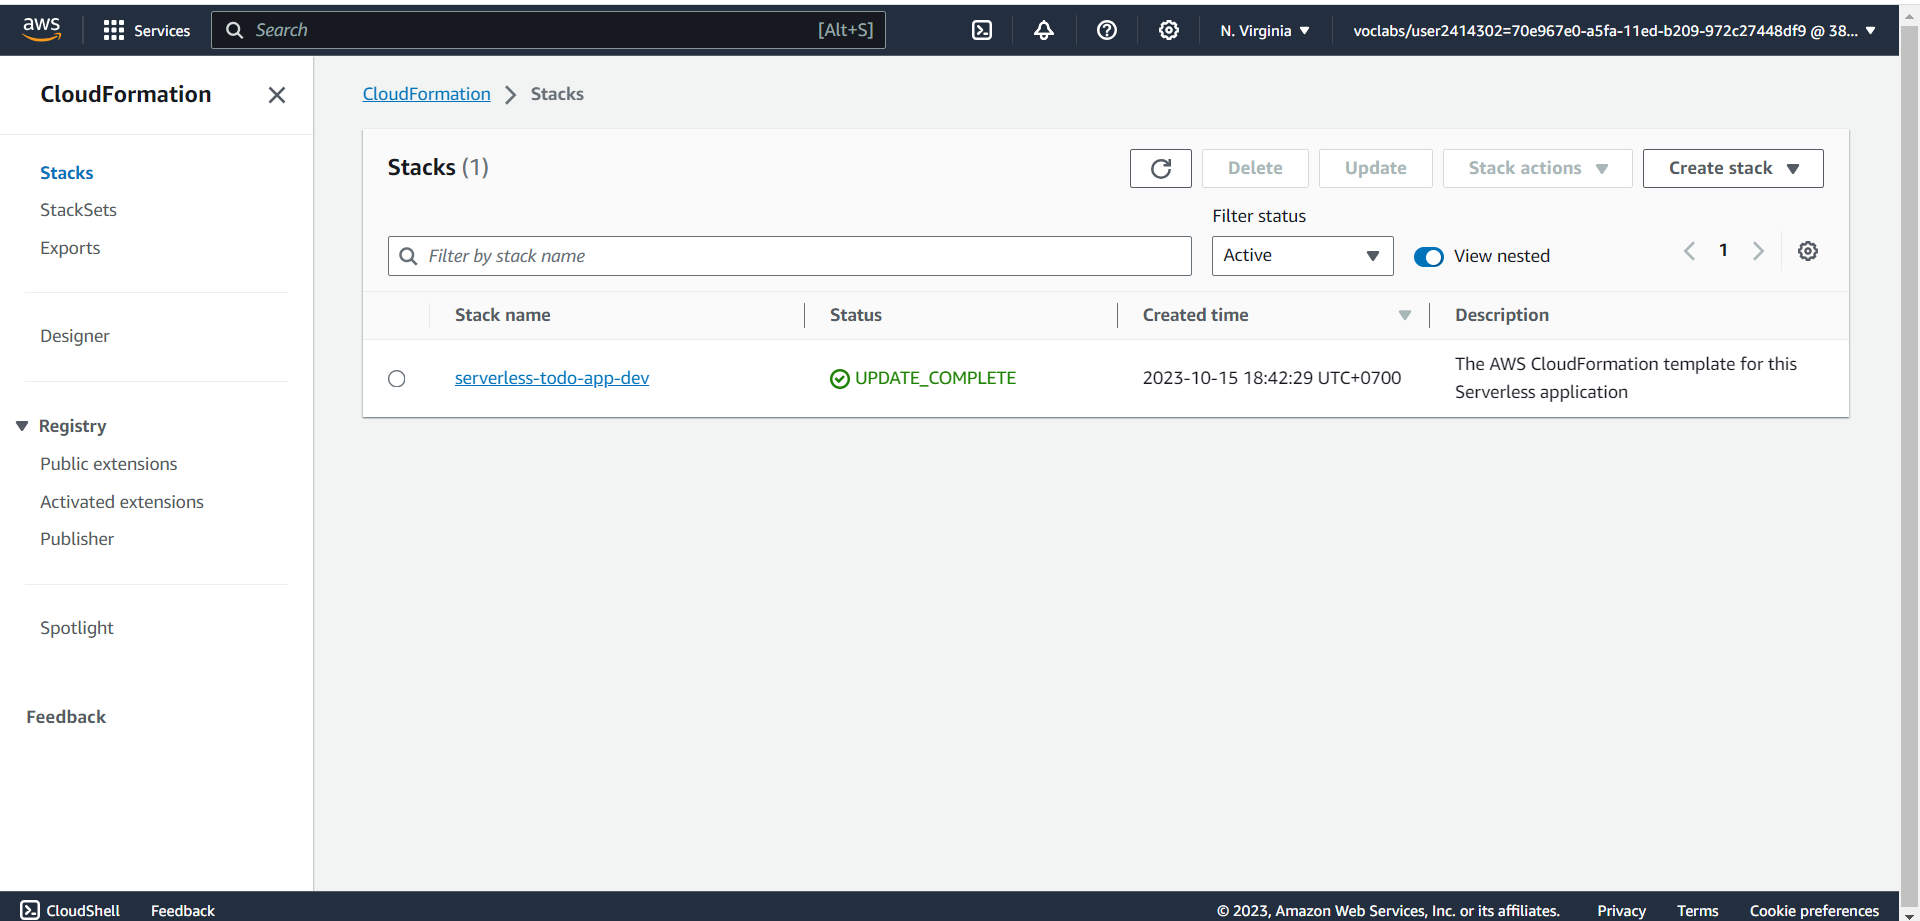 aws
Services
Search
[Alt+S]
N. Virginia
voclabs/user2414302=70e967e0-a5fa-11ed-b209-972c27448df9 @ 38...
CloudFormation
Stacks
StackSets
Exports
Designer
Registry
Public extensions
Activated extensions
Publisher
Spotlight
Feedback
CloudFormation
Stacks
Stacks (1)
Delete
Update
Stack actions
Create stack
Filter status
Filter by stack name
Active
View nested
1
Stack name
Status
Created time
Description
serverless-todo-app-dev
UPDATE_COMPLETE
2023-10-15 18:42:29 UTC+0700
The AWS CloudFormation template for this
Serverless application
CloudShell
Feedback
© 2023, Amazon Web Services, Inc. or its affiliates.
Privacy
Terms
Cookie preferences